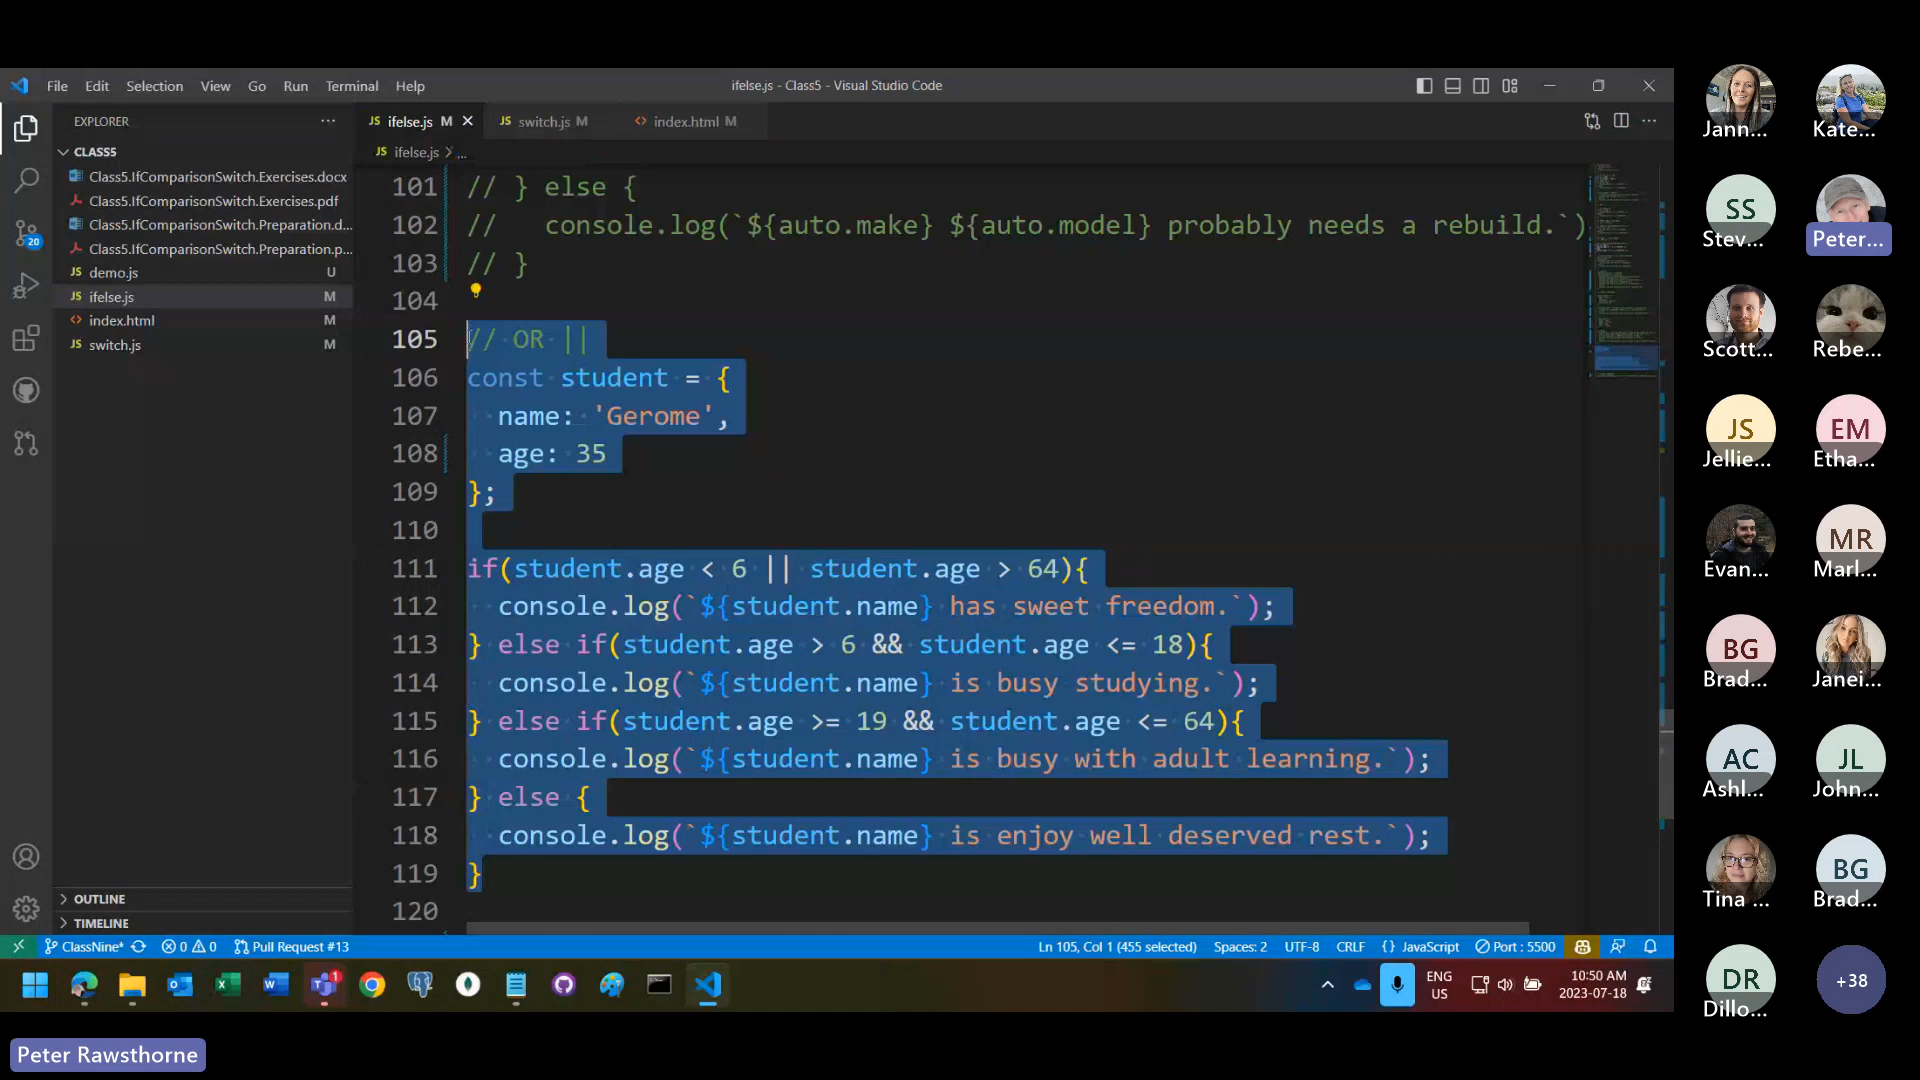 File Edit Selection View Go Run Terminal Help
ifelse.js - Class5 - Visual Studio Code
EXPLORER
CLASS5
Class5.IfComparisonSwitch.Exercises.docx
Class5.IfComparisonSwitch.Exercises.pdf
Class5.IfComparisonSwitch.Preparation.d...
Class5.IfComparisonSwitch.Preparation.p...
JS demo.js U
JS ifelse.js M
<> index.html M
JS switch.js M
20
OUTLINE
TIMELINE
JS ifelse.js M
JS switch.js M
<> index.html M
JS ifelse.js > ...
101 // } else {
102 //   console.log(`${auto.make} ${auto.model} probably needs a rebuild.`)
103 // }
104
105 // OR ||
106 const student = {
107   name: 'Gerome',
108   age: 35
109 };
110
111 if(student.age < 6 || student.age > 64){
112   console.log(`${student.name} has sweet freedom.`);
113 } else if(student.age > 6 && student.age <= 18){
114   console.log(`${student.name} is busy studying.`);
115 } else if(student.age >= 19 && student.age <= 64){
116   console.log(`${student.name} is busy with adult learning.`);
117 } else {
118   console.log(`${student.name} is enjoy well deserved rest.`);
119 }
120
ClassNine* 0 0 Pull Request #13
Ln 105, Col 1 (455 selected) Spaces: 2 UTF-8 CRLF {} JavaScript Port : 5500
1
ENG
US
10:50 AM
2023-07-18
Peter Rawsthorne
Jann...
Kate...
SS
Stev...
Peter...
Scott...
Rebe...
JS
Jellie...
EM
Etha...
Evan...
MR
Marl...
BG
Brad...
Janei...
AC
Ashl...
JL
John...
Tina ...
BG
Brad...
DR
Dillo...
+38